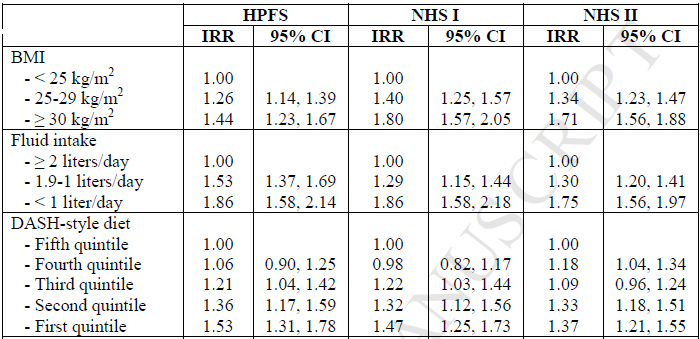 HPFS NHS I NHS II
IRR 95% CI IRR 95% CI IRR 95% CI
BMI
- < 25 kg/m² 1.00 1.00 1.00
- 25-29 kg/m² 1.26 1.14, 1.39 1.40 1.25, 1.57 1.34 1.23, 1.47
- ≥ 30 kg/m² 1.44 1.23, 1.67 1.80 1.57, 2.05 1.71 1.56, 1.88
Fluid intake
- ≥ 2 liters/day 1.00 1.00 1.00
- 1.9-1 liters/day 1.53 1.37, 1.69 1.29 1.15, 1.44 1.30 1.20, 1.41
- < 1 liter/day 1.86 1.58, 2.14 1.86 1.58, 2.18 1.75 1.56, 1.97
DASH-style diet
- Fifth quintile 1.00 1.00 1.00
- Fourth quintile 1.06 0.90, 1.25 0.98 0.82, 1.17 1.18 1.04, 1.34
- Third quintile 1.21 1.04, 1.42 1.22 1.03, 1.44 1.09 0.96, 1.24
- Second quintile 1.36 1.17, 1.59 1.32 1.12, 1.56 1.33 1.18, 1.51
- First quintile 1.53 1.31, 1.78 1.47 1.25, 1.73 1.37 1.21, 1.55
ANUSCRIPT